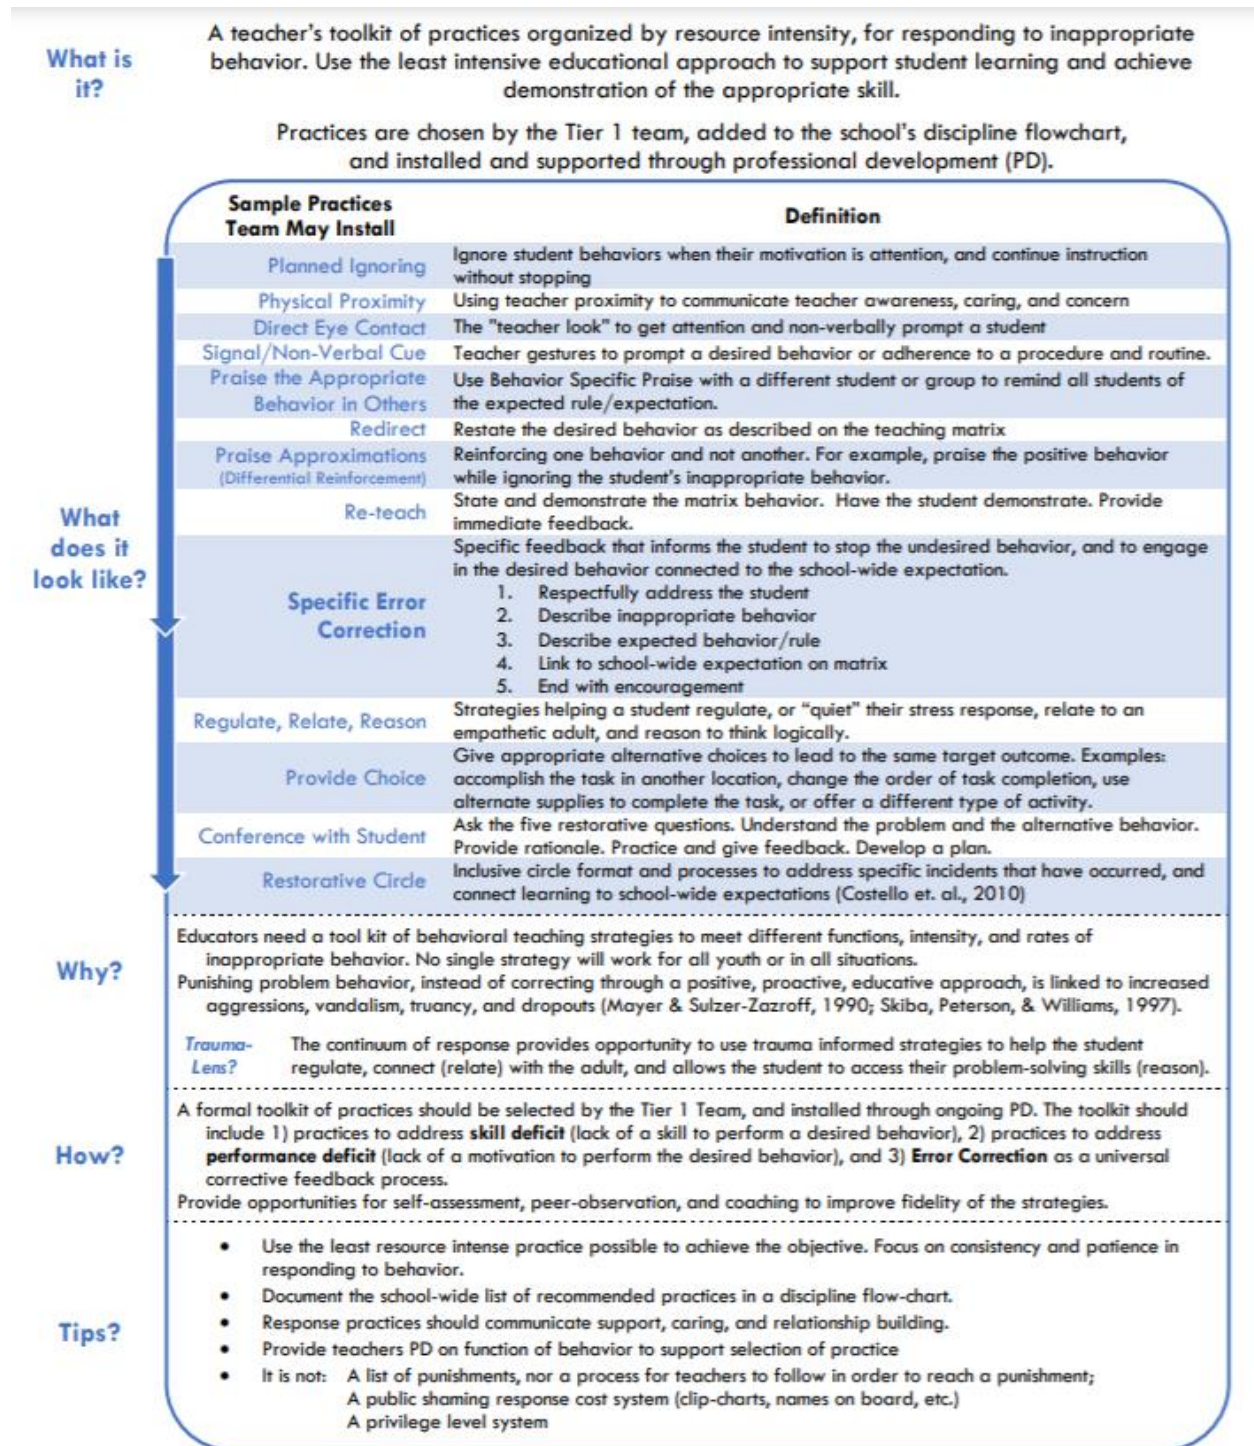 What is
it?
A teacher's toolkit of practices organized by resource intensity, for responding to inappropriate
behavior. Use the least intensive educational approach to support student learning and achieve
demonstration of the appropriate skill.
Practices are chosen by the Tier 1 team, added to the school's discipline flowchart,
and installed and supported through professional development (PD).
What
does it
look like?
Sample Practices
Team May Install
Definition
Planned Ignoring
Ignore student behaviors when their motivation is attention, and continue instruction
without stopping
Physical Proximity
Using teacher proximity to communicate teacher awareness, caring, and concern
Direct Eye Contact
The "teacher look" to get attention and non-verbally prompt a student
Signal/Non-Verbal Cue
Teacher gestures to prompt a desired behavior or adherence to a procedure and routine.
Praise the Appropriate
Behavior in Others
Use Behavior Specific Praise with a different student or group to remind all students of
the expected rule/expectation.
Redirect
Restate the desired behavior as described on the teaching matrix
Praise Approximations
(Differential Reinforcement)
Reinforcing one behavior and not another. For example, praise the positive behavior
while ignoring the student's inappropriate behavior.
Re-teach
State and demonstrate the matrix behavior. Have the student demonstrate. Provide
immediate feedback.
Specific Error
Correction
Specific feedback that informs the student to stop the undesired behavior, and to engage
in the desired behavior connected to the school-wide expectation.
1. Respectfully address the student
2. Describe inappropriate behavior
3. Describe expected behavior/rule
4. Link to school-wide expectation on matrix
5. End with encouragement
Regulate, Relate, Reason
Strategies helping a student regulate, or "quiet" their stress response, relate to an
empathetic adult, and reason to think logically.
Provide Choice
Give appropriate alternative choices to lead to the same target outcome. Examples:
accomplish the task in another location, change the order of task completion, use
alternate supplies to complete the task, or offer a different type of activity.
Conference with Student
Ask the five restorative questions. Understand the problem and the alternative behavior.
Provide rationale. Practice and give feedback. Develop a plan.
Restorative Circle
Inclusive circle format and processes to address specific incidents that have occurred, and
connect learning to school-wide expectations (Costello et. al., 2010)
Why?
Educators need a tool kit of behavioral teaching strategies to meet different functions, intensity, and rates of
inappropriate behavior. No single strategy will work for all youth or in all situations.
Punishing problem behavior, instead of correcting through a positive, proactive, educative approach, is linked to increased
aggressions, vandalism, truancy, and dropouts (Mayer & Sulzer-Zazroff, 1990; Skiba, Peterson, & Williams, 1997).
Trauma-
Lens?
The continuum of response provides opportunity to use trauma informed strategies to help the student
regulate, connect (relate) with the adult, and allows the student to access their problem-solving skills (reason).
How?
A formal toolkit of practices should be selected by the Tier 1 Team, and installed through ongoing PD. The toolkit should
include 1) practices to address skill deficit (lack of a skill to perform a desired behavior), 2) practices to address
performance deficit (lack of a motivation to perform the desired behavior), and 3) Error Correction as a universal
corrective feedback process.
Provide opportunities for self-assessment, peer-observation, and coaching to improve fidelity of the strategies.
Tips?
• Use the least resource intense practice possible to achieve the objective. Focus on consistency and patience in
responding to behavior.
• Document the school-wide list of recommended practices in a discipline flow-chart.
• Response practices should communicate support, caring, and relationship building.
• Provide teachers PD on function of behavior to support selection of practice
• It is not: A list of punishments, nor a process for teachers to follow in order to reach a punishment;
A public shaming response cost system (clip-charts, names on board, etc.)
A privilege level system